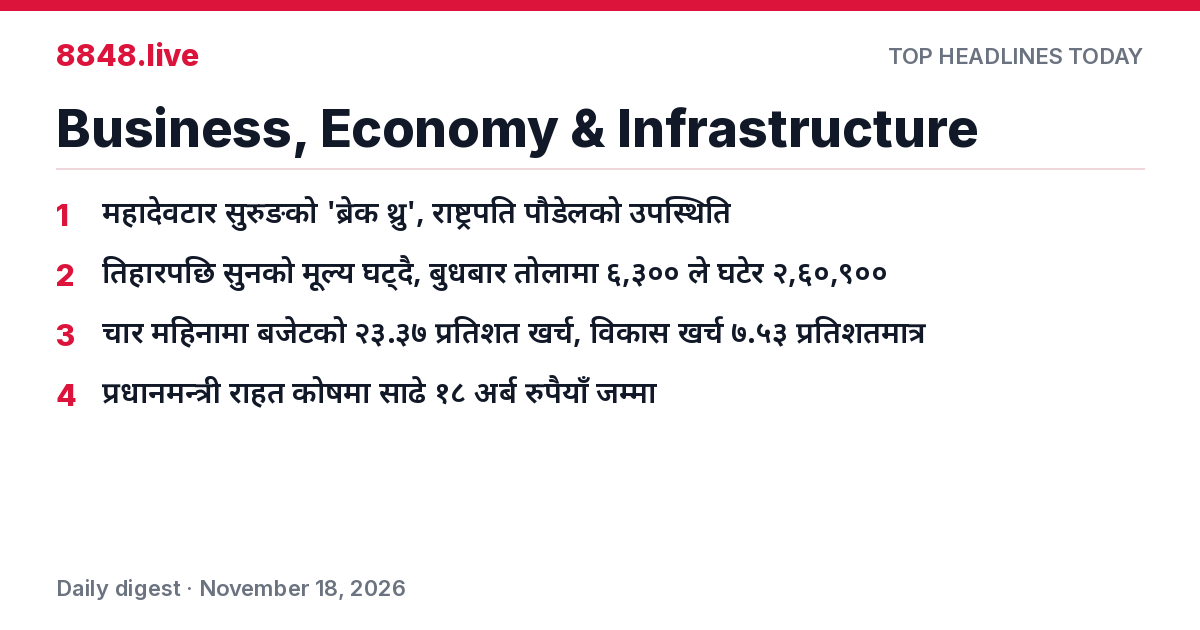 8848.live
TOP HEADLINES TODAY
Business, Economy & Infrastructure
1 महादेवटार सुरुङको 'ब्रेक थ्रु', राष्ट्रपति पौडेलको उपस्थिति
2 तिहारपछि सुनको मूल्य घट्दै, बुधबार तोलामा ६,३०० ले घटेर २,६०,९००
3 चार महिनामा बजेटको २३.३७ प्रतिशत खर्च, विकास खर्च ७.५३ प्रतिशतमात्र
4 प्रधानमन्त्री राहत कोषमा साढे १८ अर्ब रुपैयाँ जम्मा
Daily digest · November 18, 2026